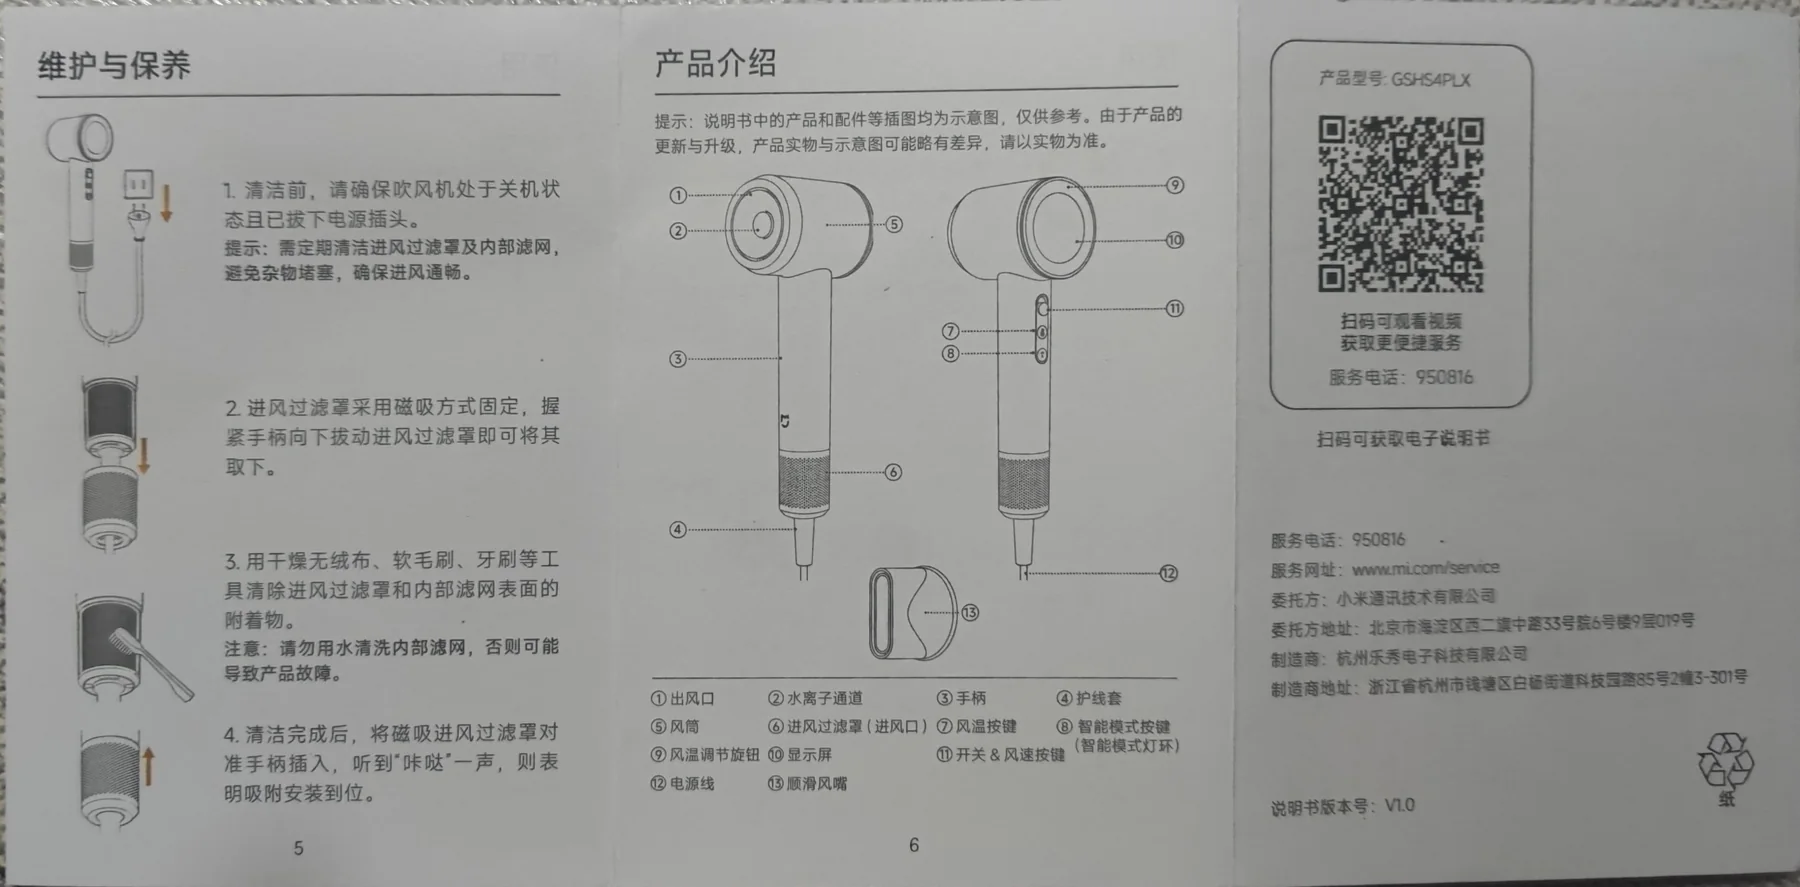 维护与保养
1. 清洁前，请确保吹风机处于关机状
态且已拔下电源插头。
提示：需定期清洁进风过滤罩及内部滤网，
避免杂物堵塞，确保进风通畅。
2. 进风过滤罩采用磁吸方式固定，握
紧手柄向下拔动进风过滤罩即可将其
取下。
3. 用干燥无绒布、软毛刷、牙刷等工
具清除进风过滤罩和内部滤网表面的
附着物。
注意：请勿用水清洗内部滤网，否则可能
导致产品故障。
4. 清洁完成后，将磁吸进风过滤罩对
准手柄插入，听到“咔哒”一声，则表
明吸附安装到位。
5
产品介绍
提示：说明书中的产品和配件等插图均为示意图，仅供参考。由于产品的
更新与升级，产品实物与示意图可能略有差异，请以实物为准。
①
②
③
④
⑤
⑥
⑦
⑧
⑨
⑩
⑪
⑫
⑬
①出风口 ②水离子通道 ③手柄 ④护线套
⑤风筒 ⑥进风过滤罩（进风口） ⑦风温按键 ⑧智能模式按键
（智能模式灯环）
⑨风温调节旋钮 ⑩显示屏 ⑪开关＆风速按键
⑫电源线 ⑬顺滑风嘴
6
产品型号: GSHS4PLX
扫码可观看视频
获取更便捷服务
服务电话：950816
扫码可获取电子说明书
服务电话：950816
服务网址：www.mi.com/service
委托方：小米通讯技术有限公司
委托方地址：北京市海淀区西二旗中路33号院6号楼9层019号
制造商：杭州乐秀电子科技有限公司
制造商地址：浙江省杭州市钱塘区白杨街道科技园路85号2幢3-301号
纸
说明书版本号：V1.0